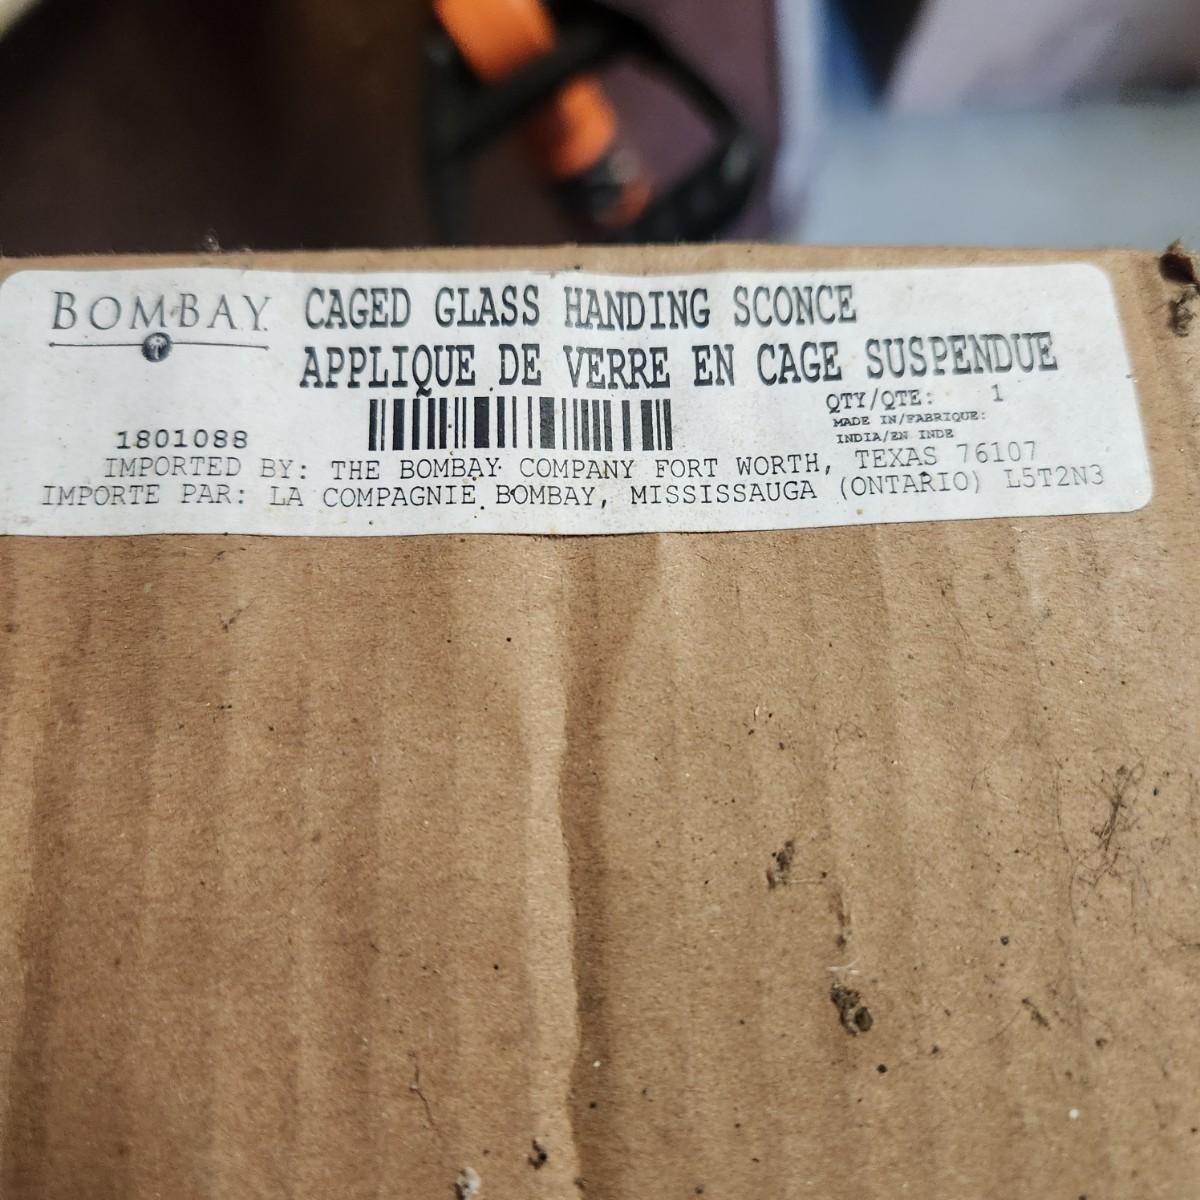 BOMBAY
CAGED GLASS HANDING SCONCE
APPLIQUE DE VERRE EN CAGE SUSPENDUE
QTY/QTE: 1
MADE IN/FABRIQUE:
INDIA/EN INDE
1801088
IMPORTED BY: THE BOMBAY COMPANY FORT WORTH, TEXAS 76107
IMPORTE PAR: LA COMPAGNIE BOMBAY, MISSISSAUGA (ONTARIO) L5T2N3